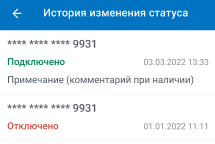 История изменения статуса
**** **** **** 9931
Подключено 03.03.2022 13:33
Примечание (комментарий при наличии)
**** **** **** 9931
Отключено 01.01.2022 11:11